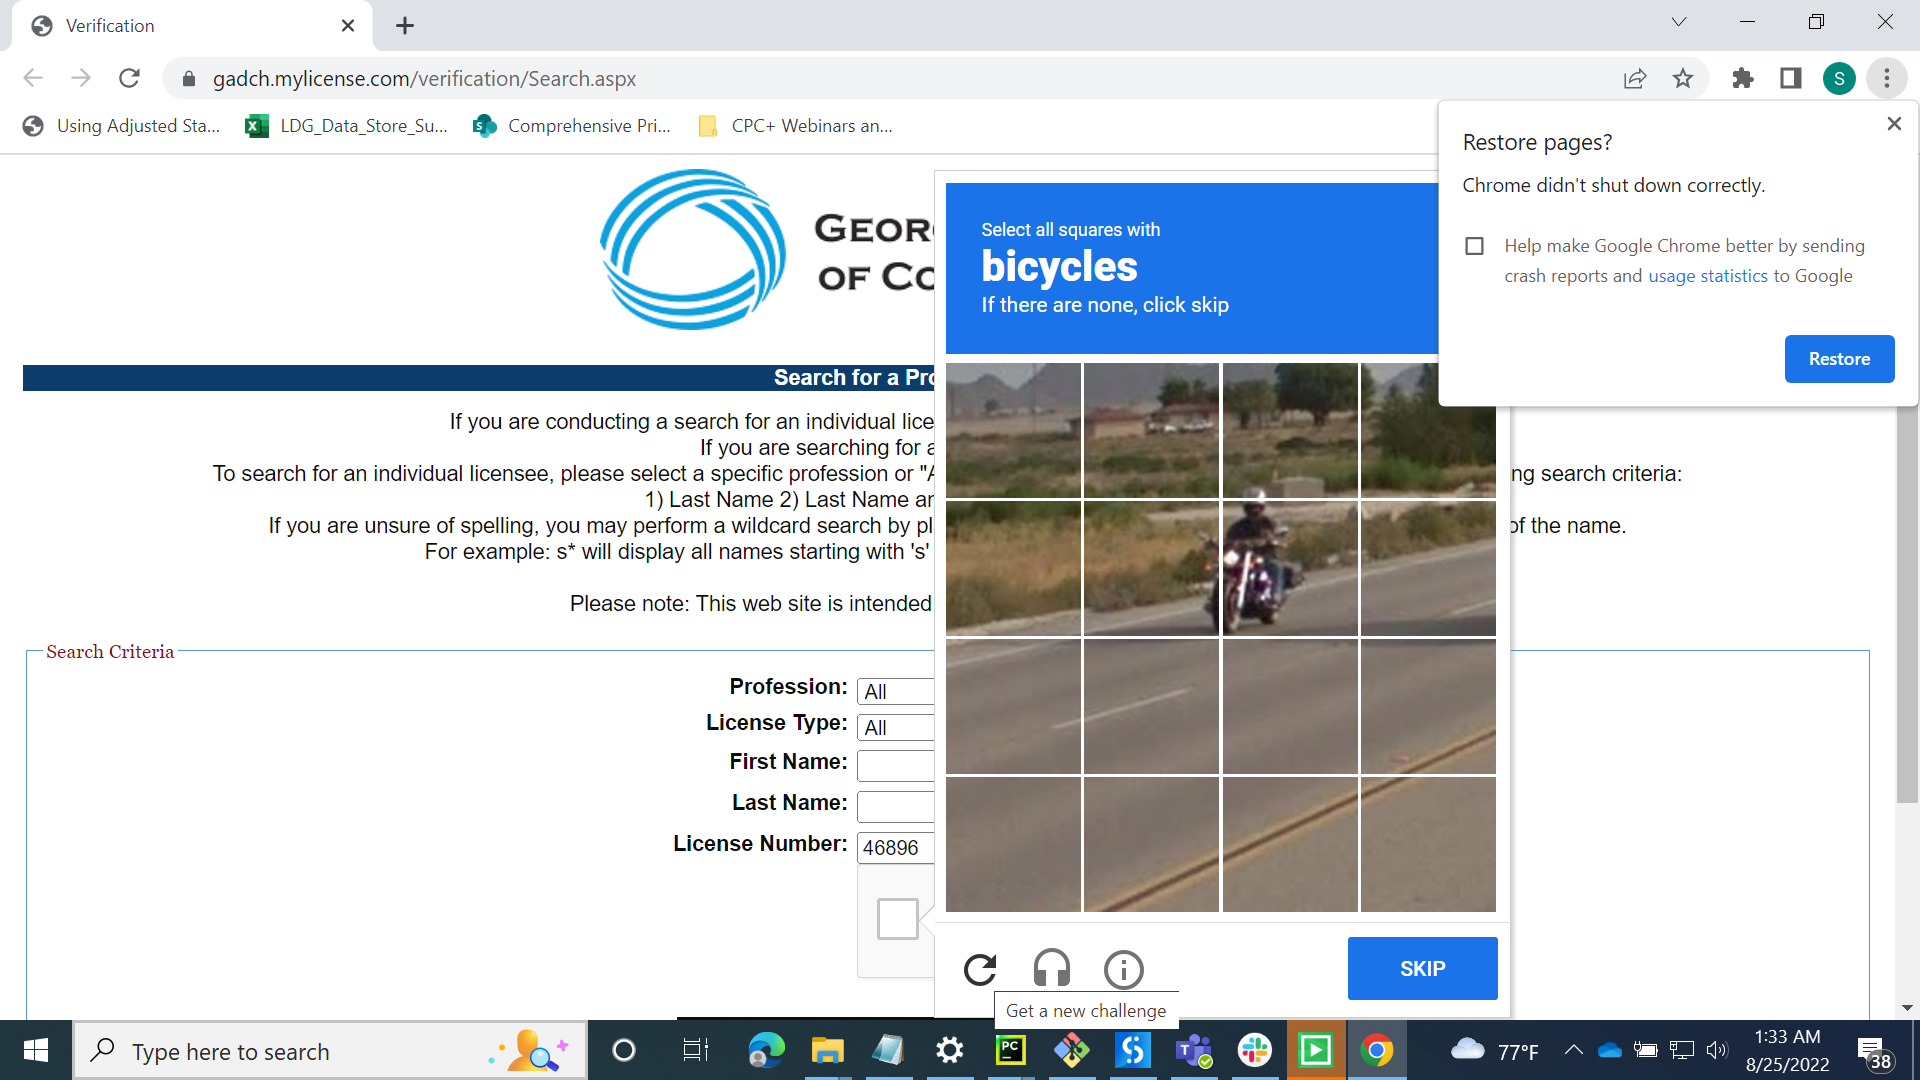 Verification
gadch.mylicense.com/verification/Search.aspx
S
Using Adjusted Sta...
LDG_Data_Store_Su...
Comprehensive Pri...
CPC+ Webinars an...
Restore pages?
Chrome didn't shut down correctly.
Help make Google Chrome better by sending
crash reports and usage statistics to Google
Restore
GEOR
OF CO
Select all squares with
bicycles
If there are none, click skip
Search for a Pro
If you are conducting a search for an individual lice
If you are searching for a
To search for an individual licensee, please select a specific profession or "A
ng search criteria:
1) Last Name 2) Last Name an
If you are unsure of spelling, you may perform a wildcard search by pl
of the name.
For example: s* will display all names starting with 's'
Please note: This web site is intended
Search Criteria
Profession:
All
License Type:
All
First Name:
Last Name:
License Number:
46896
SKIP
Get a new challenge
Type here to search
PC
77°F
1:33 AM
8/25/2022
38